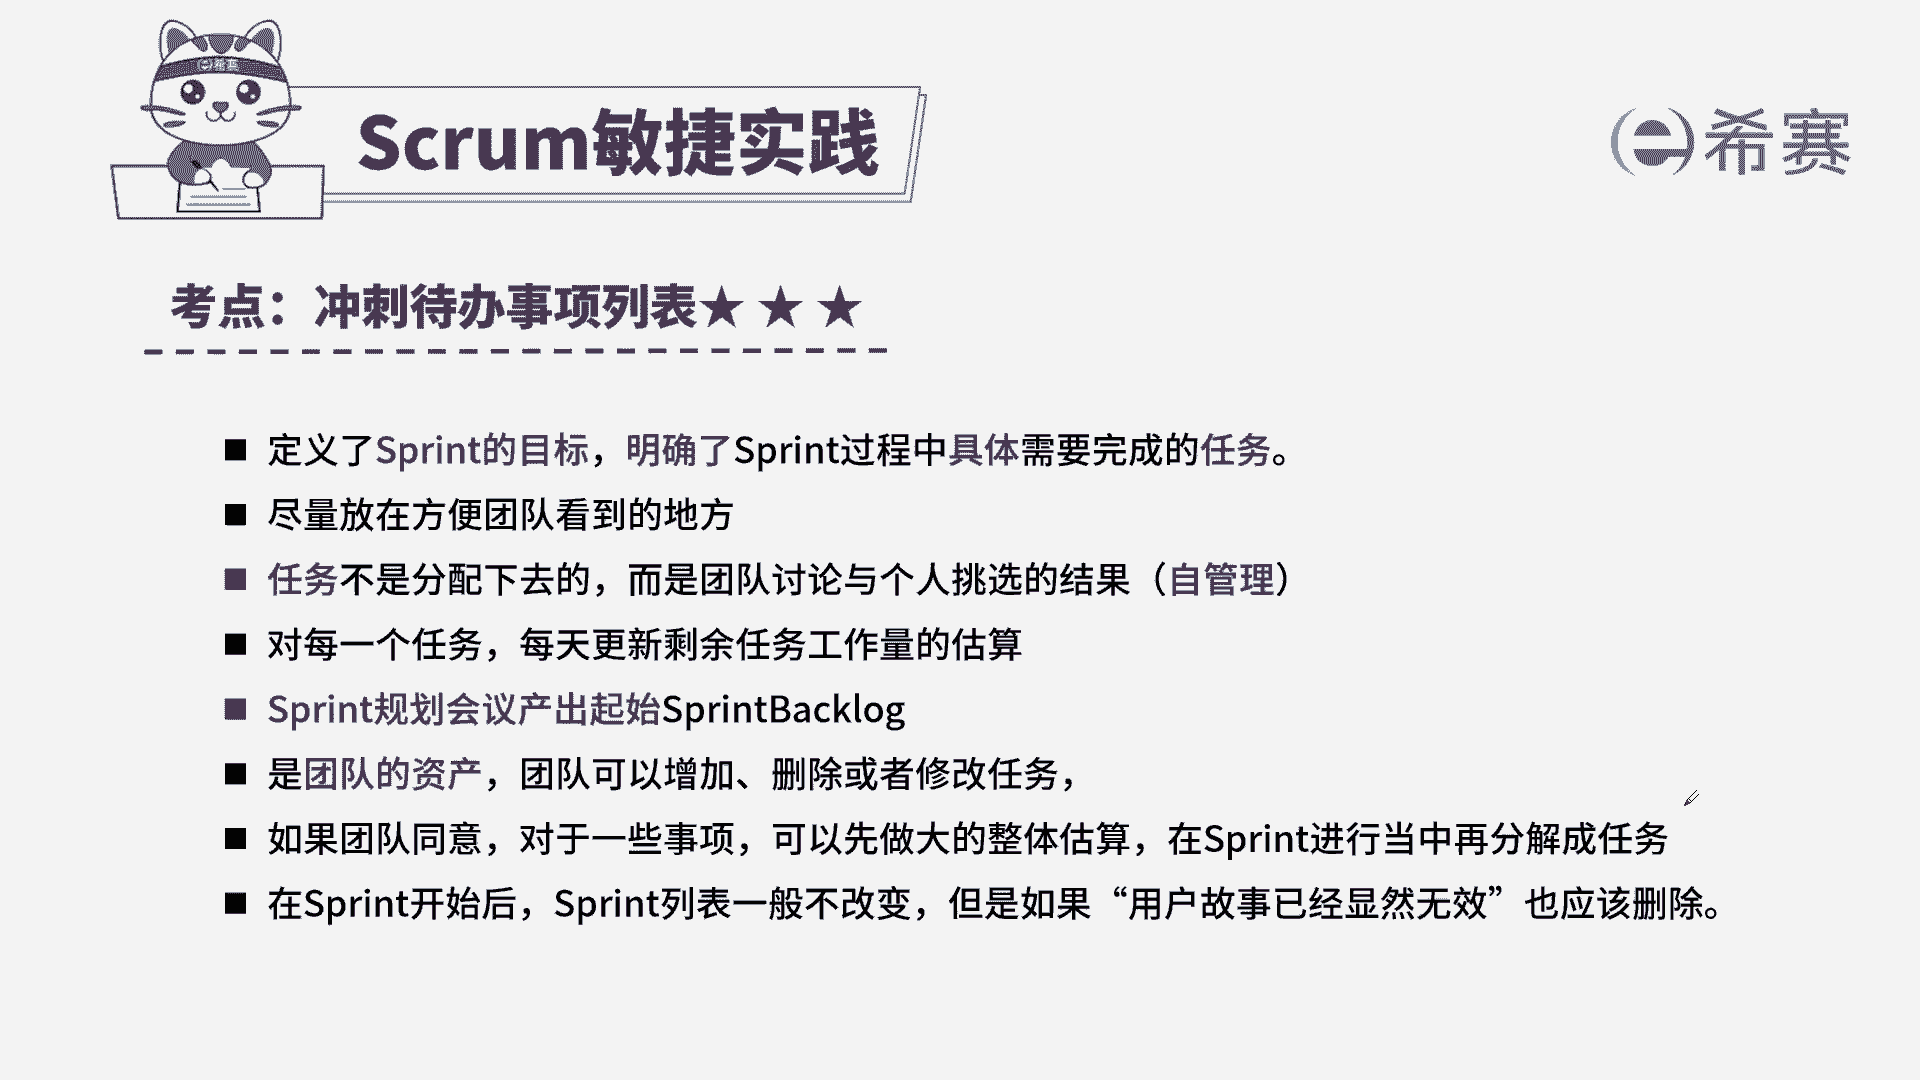 希赛
Scrum敏捷实践
希赛
考点：冲刺待办事项列表★ ★ ★
■ 定义了Sprint的目标，明确了Sprint过程中具体需要完成的任务。
■ 尽量放在方便团队看到的地方
■ 任务不是分配下去的，而是团队讨论与个人挑选的结果（自管理）
■ 对每一个任务，每天更新剩余任务工作量的估算
■ Sprint规划会议产出起始SprintBacklog
■ 是团队的资产，团队可以增加、删除或者修改任务，
■ 如果团队同意，对于一些事项，可以先做大的整体估算，在Sprint进行当中再分解成任务
■ 在Sprint开始后，Sprint列表一般不改变，但是如果“用户故事已经显然无效”也应该删除。